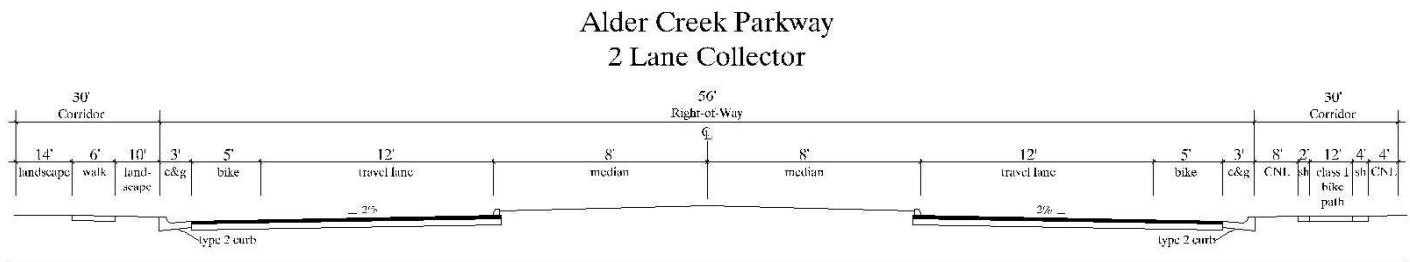 Alder Creek Parkway
2 Lane Collector
30' 56' 30'
Corridor Right-of-Way Corridor
℄
14' 6' 10' 3' 5' 12' 8' 8' 12' 5' 3' 8' 2' 12' 4' 4'
landscape walk land- c&g bike travel lane median median travel lane bike c&g CNL sh class I sh CNL
scape bike
path
2% 2%
type 2 curb type 2 curb